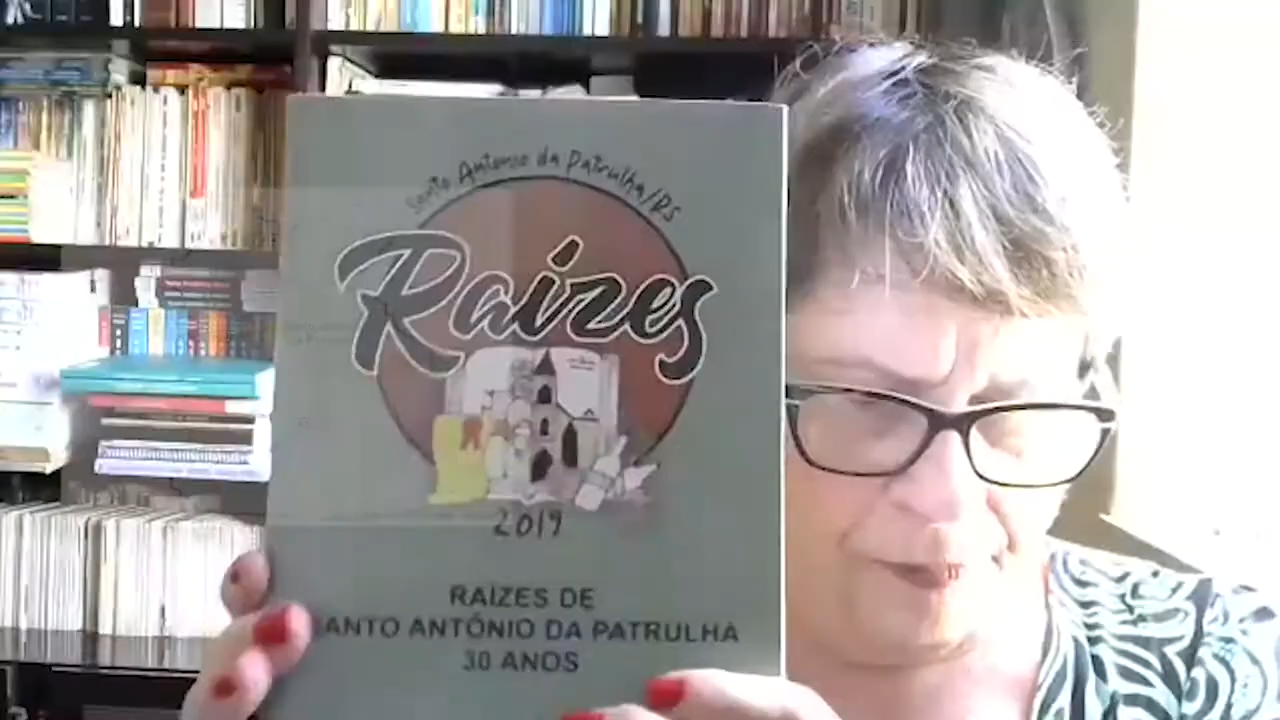 Santo Antonio da Patrulha/RS
Raízes
2019
RAÍZES DE
ANTO ANTÔNIO DA PATRULHA
30 ANOS